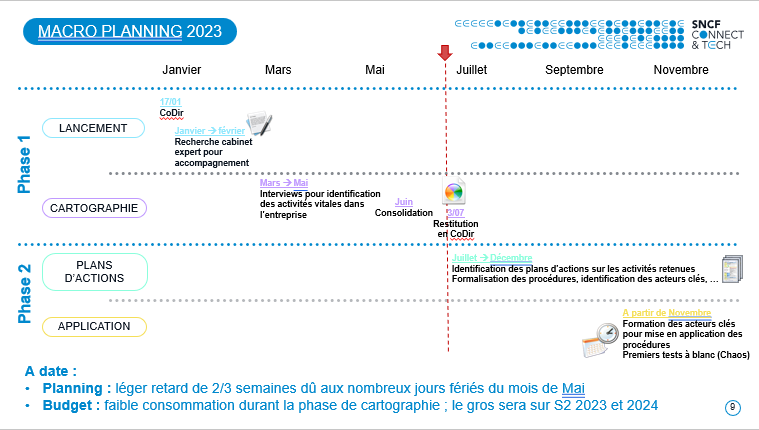 MACRO PLANNING 2023
SNCF
CONNECT
& TECH
Janvier
Mars
Mai
Juillet
Septembre
Novembre
Phase 1
LANCEMENT
17/01
CoDir
Janvier → février
Recherche cabinet
expert pour
accompagnement
CARTOGRAPHIE
Mars → Mai
Interviews pour identification
des activités vitales dans
l'entreprise
Juin
Consolidation
3/07
Restitution
en CoDir
Phase 2
PLANS
D'ACTIONS
Juillet → Décembre
Identification des plans d'actions sur les activités retenues
Formalisation des procédures, identification des acteurs clés, …
APPLICATION
A partir de Novembre
Formation des acteurs clés
pour mise en application des
procédures
Premiers tests à blanc (Chaos)
A date :
• Planning : léger retard de 2/3 semaines dû aux nombreux jours fériés du mois de Mai
• Budget : faible consommation durant la phase de cartographie ; le gros sera sur S2 2023 et 2024
9